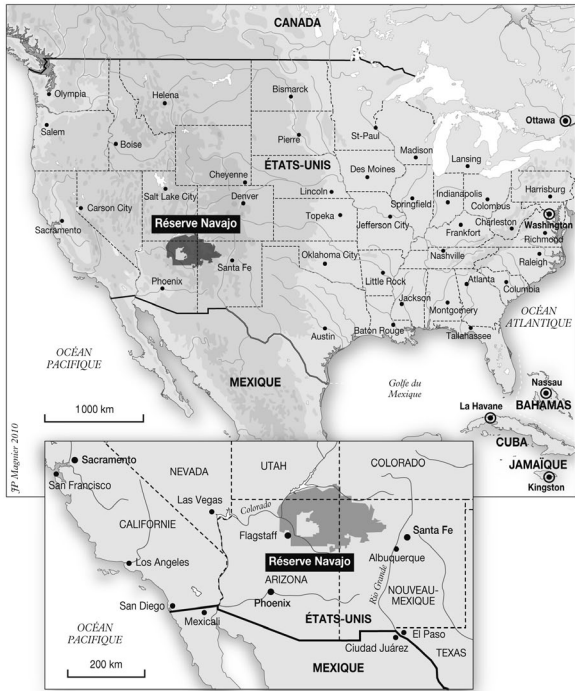 CANADA
Olympia
Helena
Bismarck
Ottawa
Salem
Boise
Pierre
St-Paul
Madison
Lansing
Cheyenne
ÉTATS-UNIS
Des Moines
Salt Lake City
Denver
Lincoln
Indianapolis
Harrisburg
Carson City
Topeka
Springfield
Colombus
Washington
Sacramento
Réserve Navajo
Jefferson City
Frankfort
Charleston
Richmond
Santa Fe
Oklahoma City
Nashville
Raleigh
Phoenix
Little Rock
Atlanta
Columbia
Jackson
Montgomery
OCÉAN
ATLANTIQUE
Austin
Baton Rouge
Tallahassee
OCÉAN
PACIFIQUE
MEXIQUE
Golfe du
Mexique
Nassau
BAHAMAS
La Havane
1000 km
CUBA
JAMAÏQUE
Kingston
JP Magnier 2010
Sacramento
NEVADA
UTAH
COLORADO
San Francisco
Las Vegas
Colorado
CALIFORNIE
Flagstaff
Santa Fe
Réserve Navajo
Albuquerque
Los Angeles
ARIZONA
Rio Grande
NOUVEAU-
MEXIQUE
Phoenix
San Diego
ÉTATS-UNIS
Mexicali
OCÉAN
PACIFIQUE
El Paso
Ciudad Juárez
TEXAS
200 km
MEXIQUE